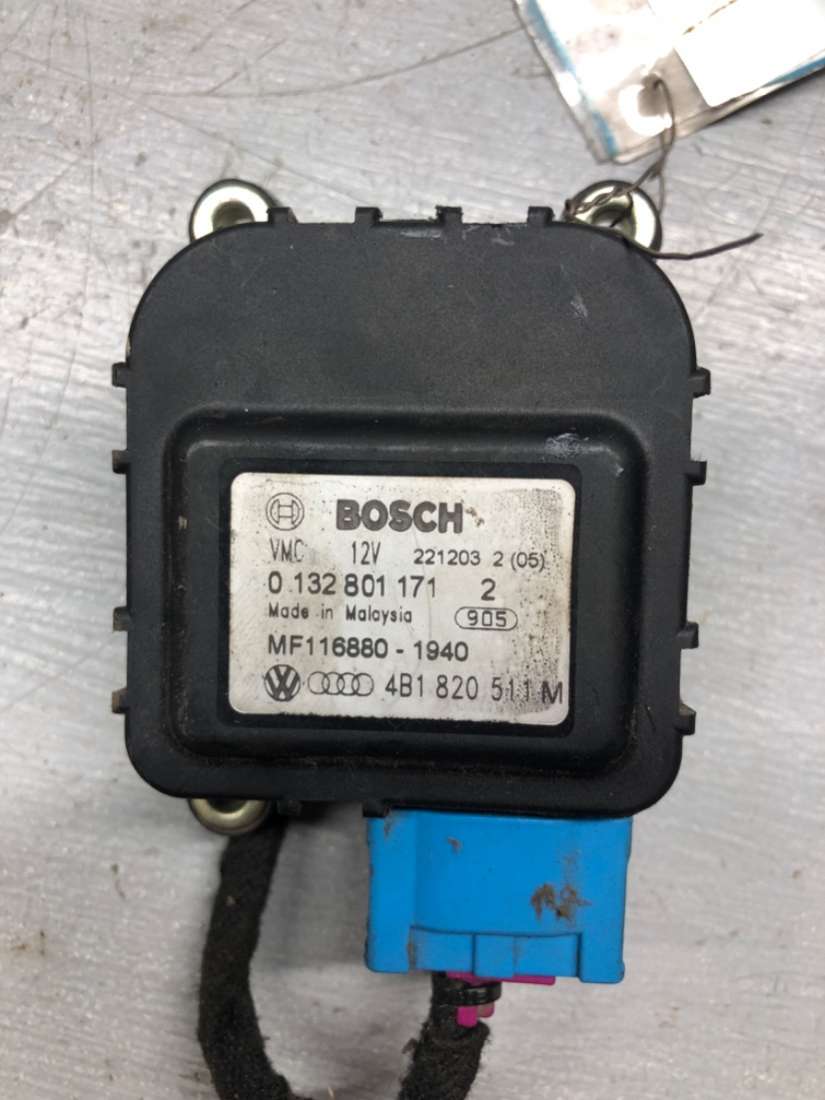 BOSCH
VMC 12V 221203 2 (05)
0 132 801 171 2
Made in Malaysia 905
MF116880 - 1940
VW 4B1 820 511 M